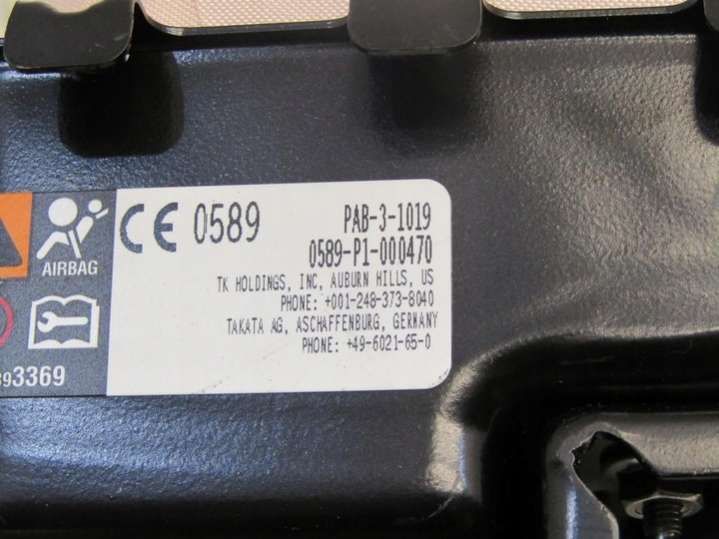 CE 0589
PAB-3-1019
0589-P1-000470
TK HOLDINGS, INC, AUBURN HILLS, US
PHONE: +001-248-373-8040
TAKATA AG, ASCHAFFENBURG, GERMANY
PHONE: +49-6021-65-0
AIRBAG
93369